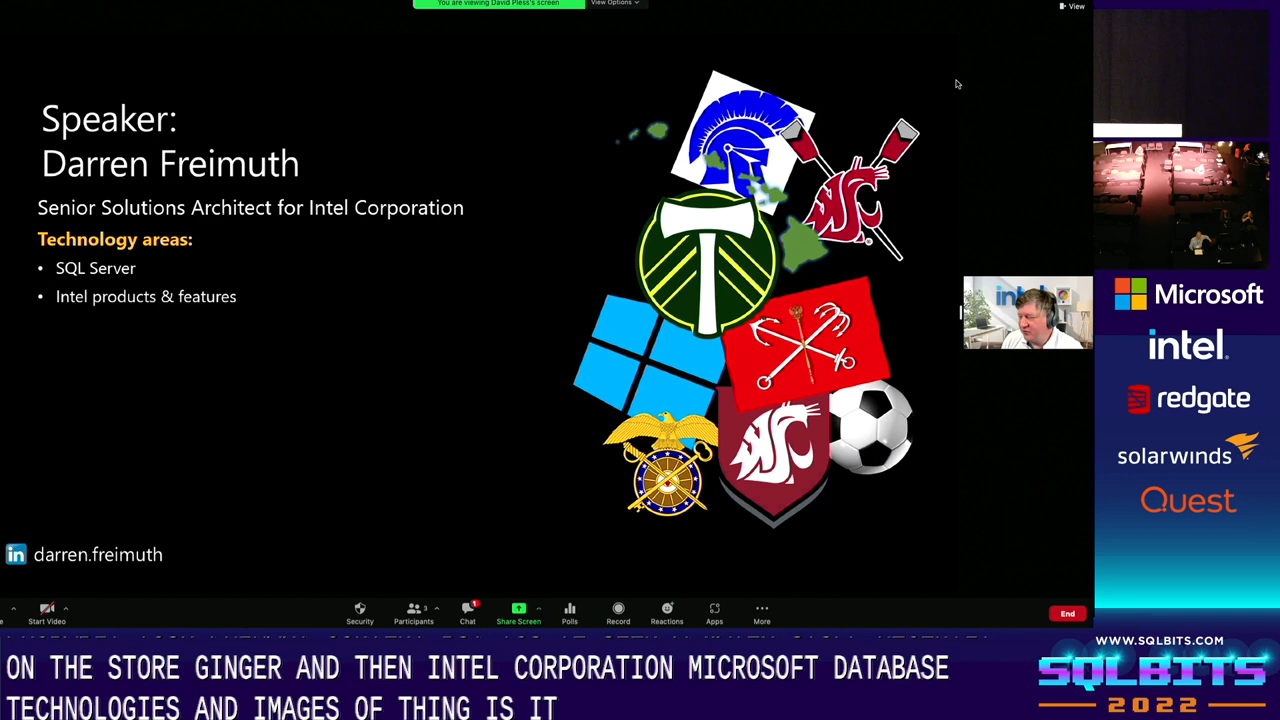 You are viewing David Pless's screen
View Options
View
Speaker:
Darren Freimuth
Senior Solutions Architect for Intel Corporation
Technology areas:
• SQL Server
• Intel products & features
darren.freimuth
Start Video
Security
Participants
3
Chat
1
Share Screen
Polls
Record
Reactions
Apps
More
End
Microsoft
intel.
redgate
solarwinds
Quest
WWW.SQLBITS.COM
SQLBITS
2022
ON THE STORE GINGER AND THEN INTEL CORPORATION MICROSOFT DATABASE
TECHNOLOGIES AND IMAGES OF THING IS IT